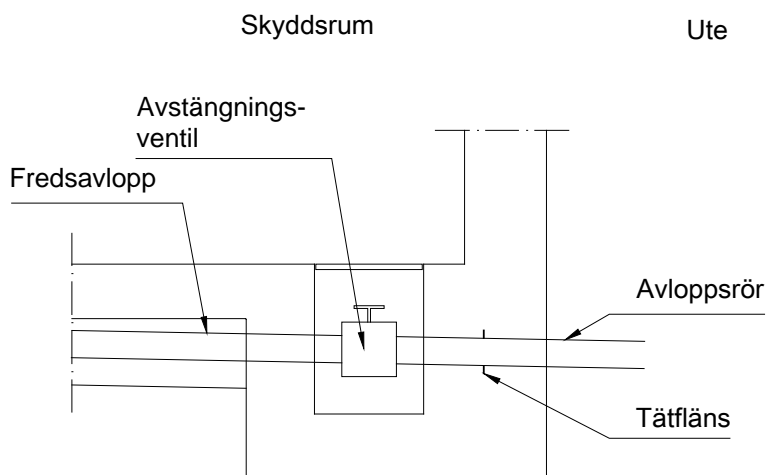 Skyddsrum
Ute
Avstängnings-
ventil
Fredsavlopp
Avloppsrör
Tätfläns